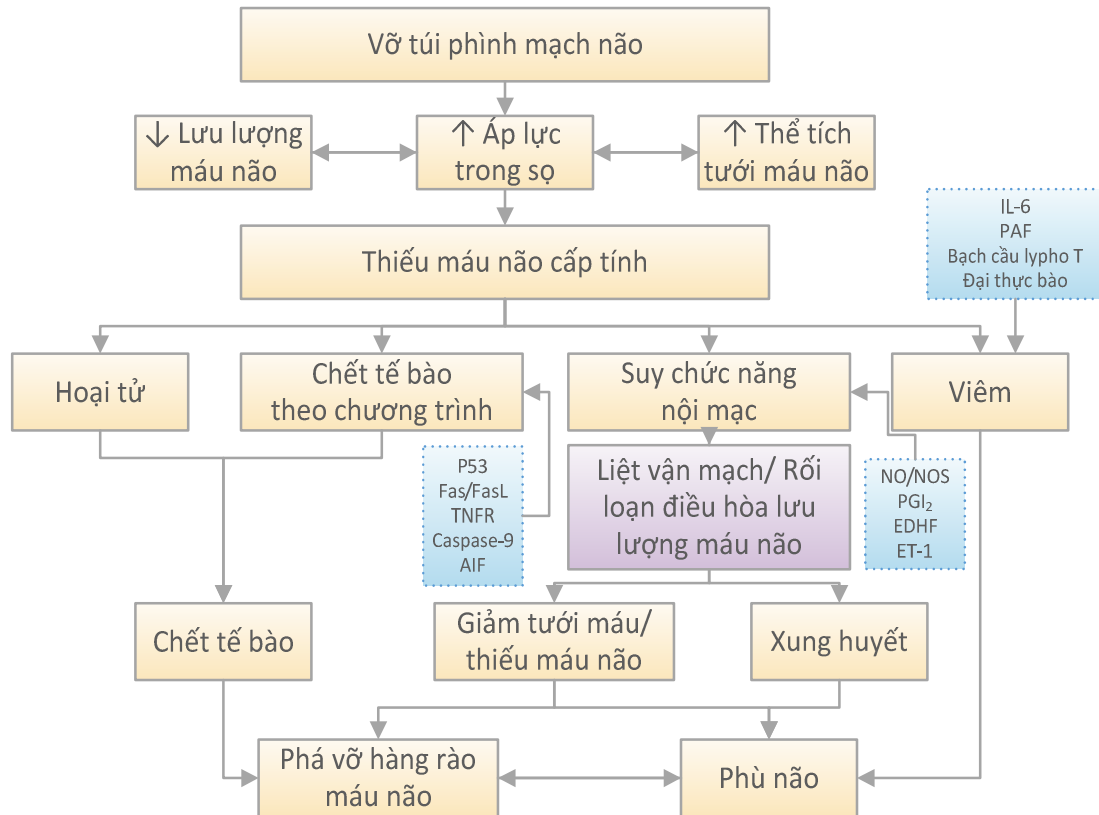 Vỡ túi phình mạch não
↓ Lưu lượng
máu não
↑ Áp lực
trong sọ
↑ Thể tích
tưới máu não
IL-6
PAF
Bạch cầu lypho T
Đại thực bào
Thiếu máu não cấp tính
Hoại tử
Chết tế bào
theo chương trình
Suy chức năng
nội mạc
Viêm
P53
Fas/FasL
TNFR
Caspase-9
AIF
Liệt vận mạch/ Rối
loạn điều hòa lưu
lượng máu não
NO/NOS
PGI₂
EDHF
ET-1
Chết tế bào
Giảm tưới máu/
thiếu máu não
Xung huyết
Phá vỡ hàng rào
máu não
Phù não